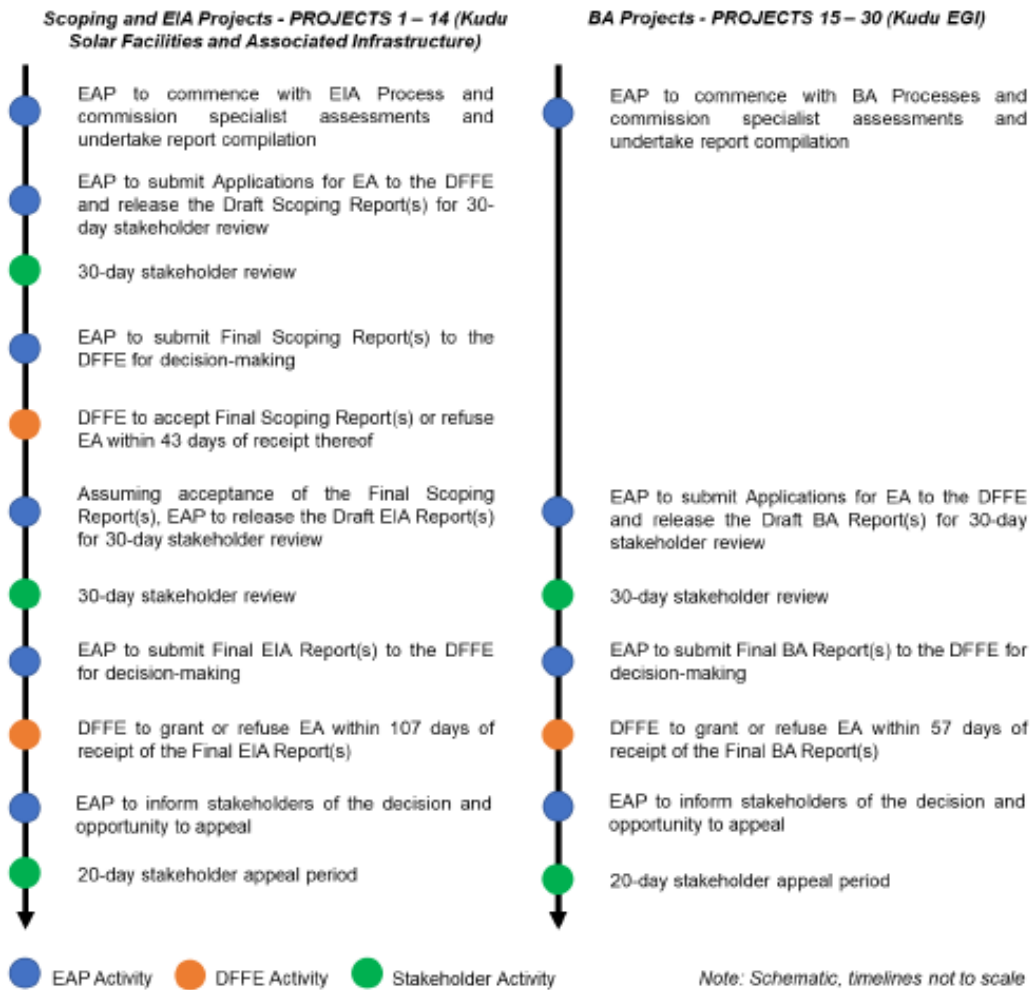 Scoping and EIA Projects - PROJECTS 1 – 14 (Kudu
Solar Facilities and Associated Infrastructure)
EAP to commence with EIA Process and
commission specialist assessments and
undertake report compilation
EAP to submit Applications for EA to the DFFE
and release the Draft Scoping Report(s) for 30-
day stakeholder review
30-day stakeholder review
EAP to submit Final Scoping Report(s) to the
DFFE for decision-making
DFFE to accept Final Scoping Report(s) or refuse
EA within 43 days of receipt thereof
Assuming acceptance of the Final Scoping
Report(s), EAP to release the Draft EIA Report(s)
for 30-day stakeholder review
30-day stakeholder review
EAP to submit Final EIA Report(s) to the DFFE
for decision-making
DFFE to grant or refuse EA within 107 days of
receipt of the Final EIA Report(s)
EAP to inform stakeholders of the decision and
opportunity to appeal
20-day stakeholder appeal period
BA Projects - PROJECTS 15 – 30 (Kudu EGI)
EAP to commence with BA Processes and
commission specialist assessments and
undertake report compilation
EAP to submit Applications for EA to the DFFE
and release the Draft BA Report(s) for 30-day
stakeholder review
30-day stakeholder review
EAP to submit Final BA Report(s) to the DFFE for
decision-making
DFFE to grant or refuse EA within 57 days of
receipt of the Final BA Report(s)
EAP to inform stakeholders of the decision and
opportunity to appeal
20-day stakeholder appeal period
EAP Activity
DFFE Activity
Stakeholder Activity
Note: Schematic, timelines not to scale